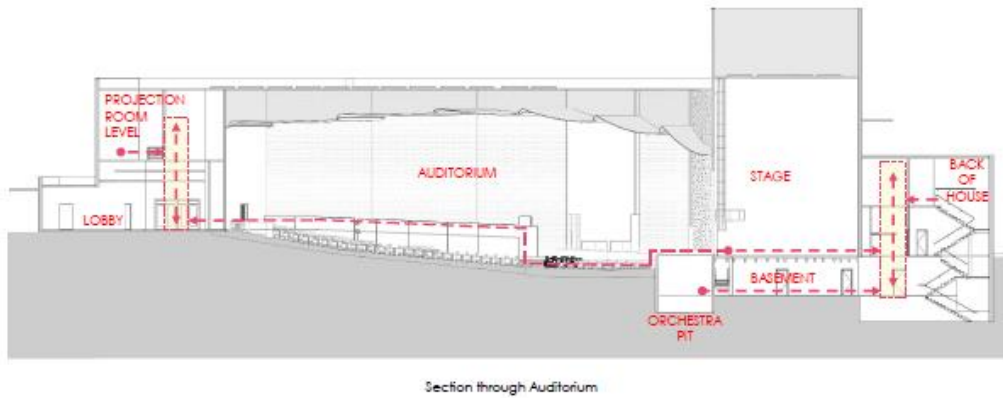 PROJECTION
ROOM
LEVEL
LOBBY
AUDITORIUM
STAGE
BACK
OF
HOUSE
BASEMENT
ORCHESTRA
PIT
Section through Auditorium